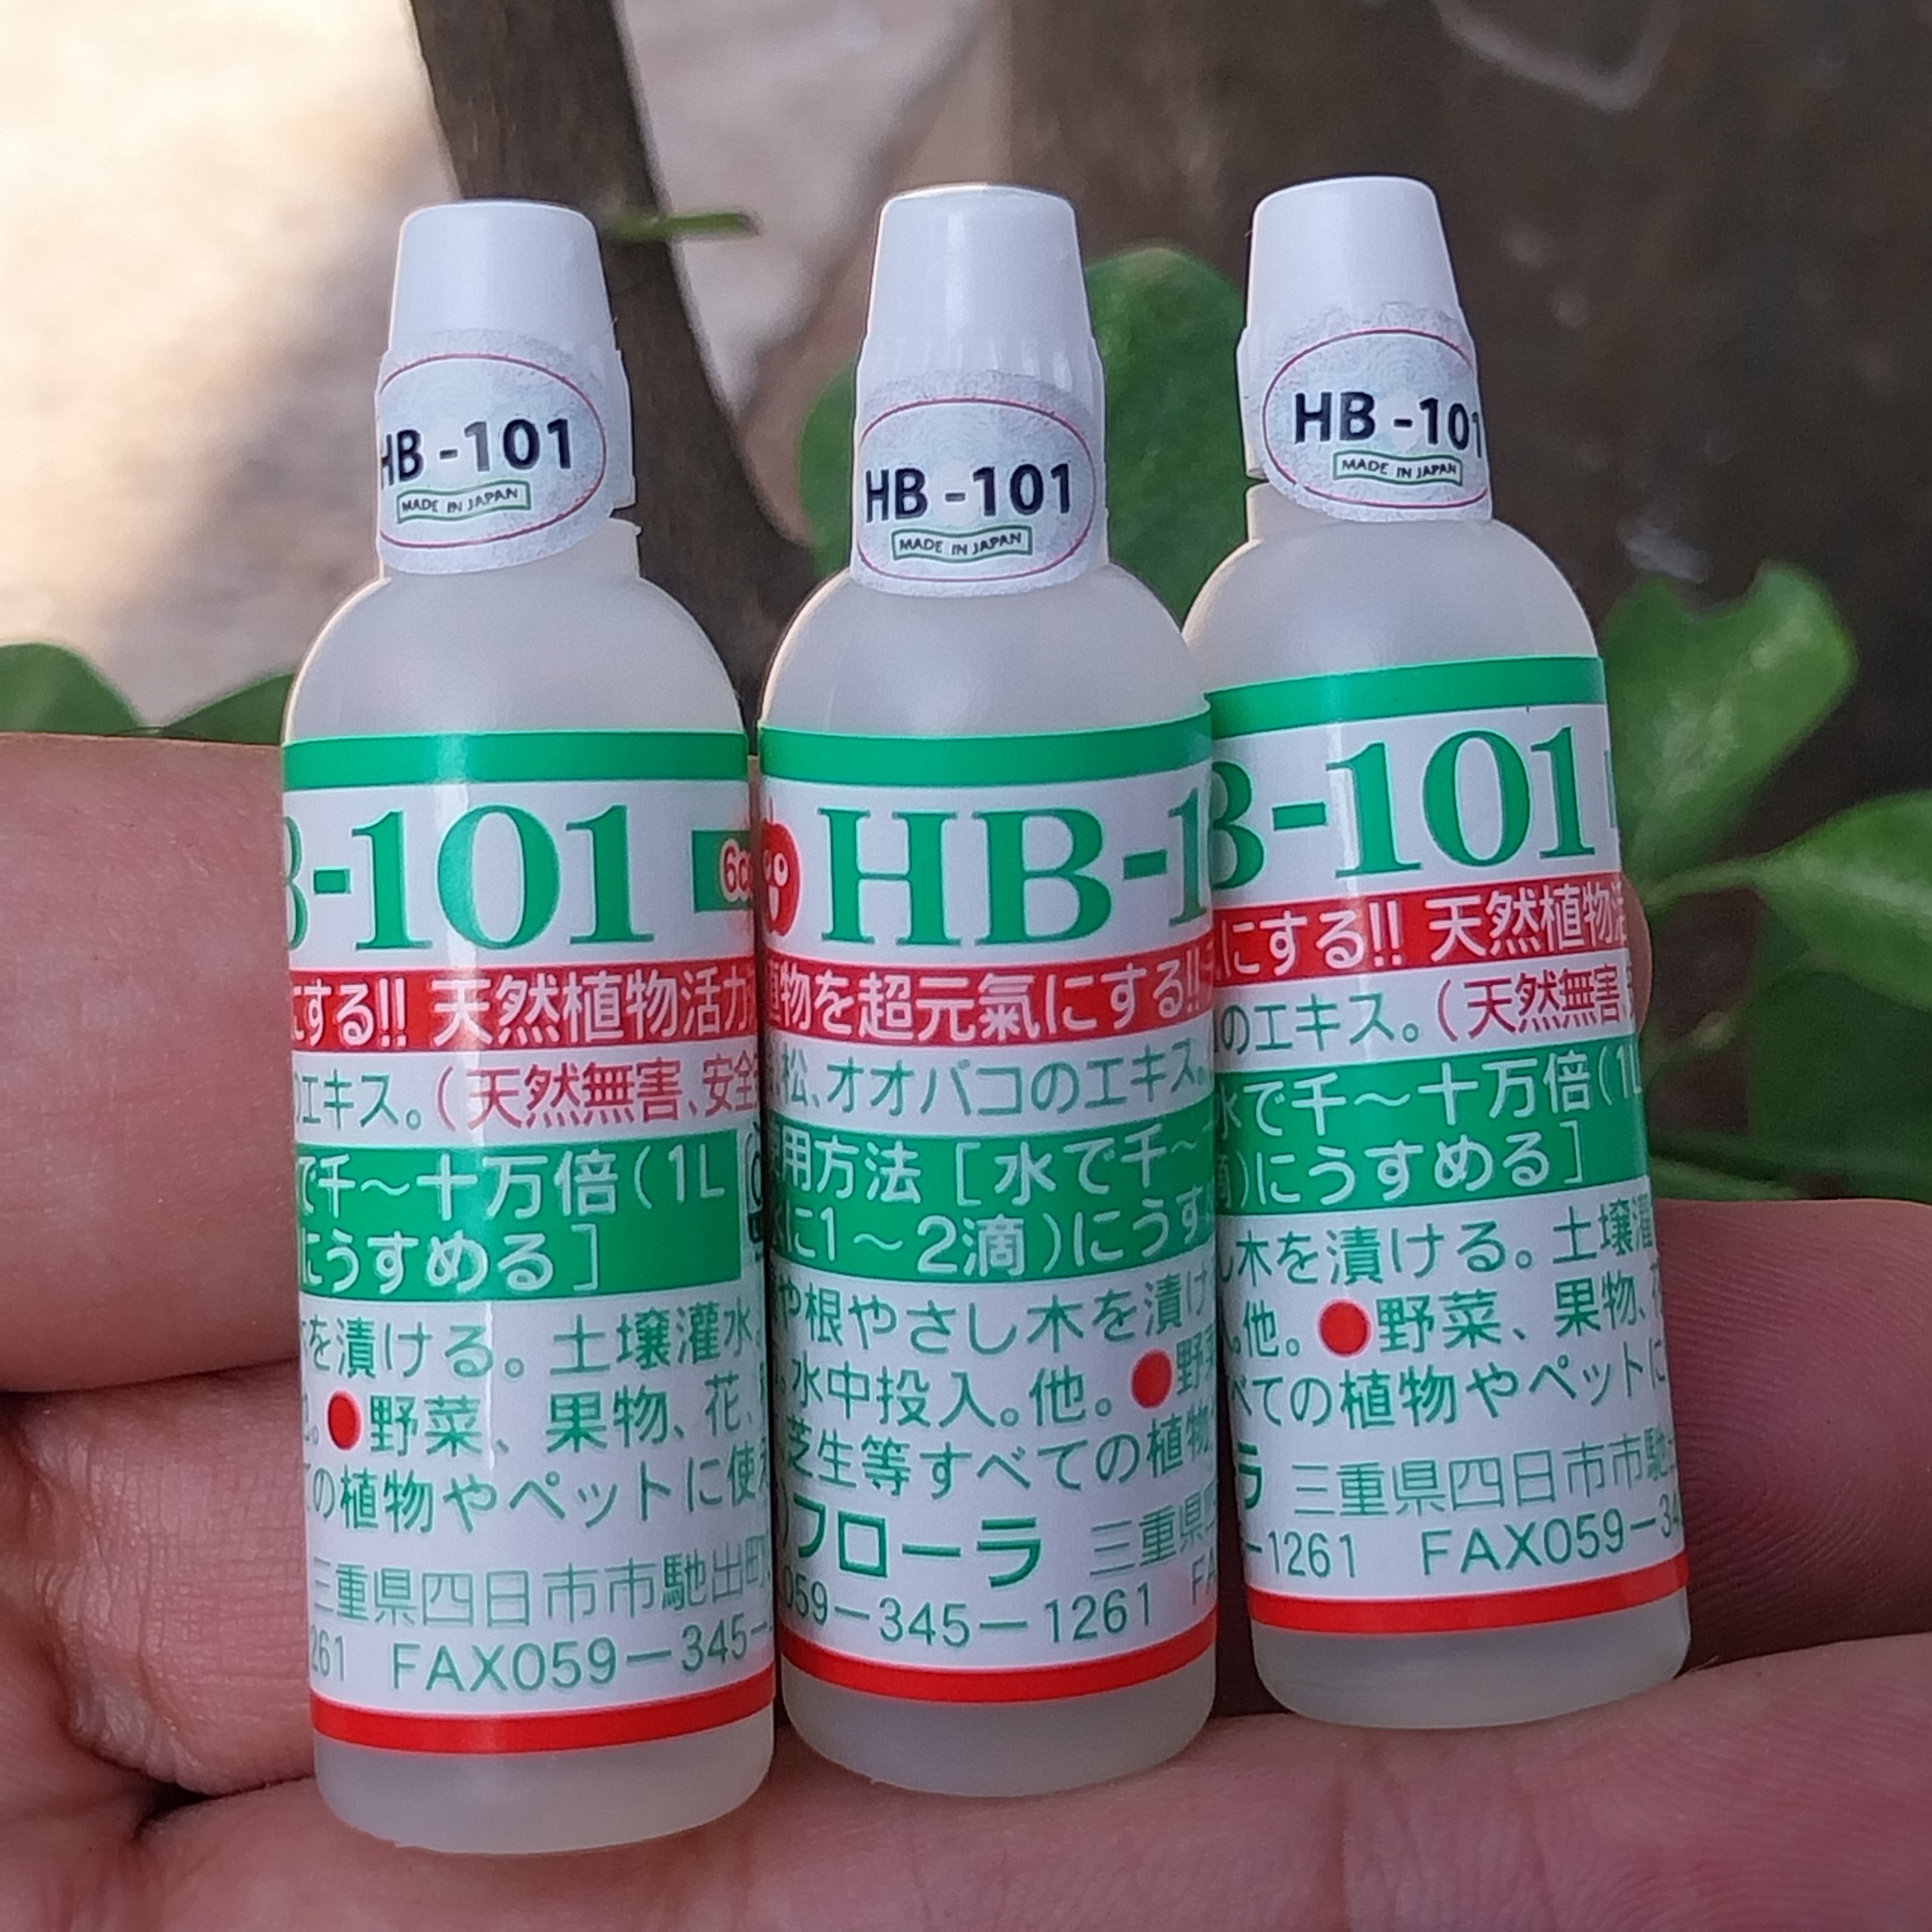 HB-101
MADE IN JAPAN
-101
6c
にする!! 天然植物活力
エキス。(天然無害、安全
で千～十万倍(1L
にうすめる]
を漬ける。土壌灌水
●野菜、果物、花、
の植物やペットに使
三重県四日市市馳出町
261 FAX059-345-
HB-101
MADE IN JAPAN
HB-1
物を超元氣にする!!
松、オオバコのエキス。
用方法[水で千～
に1～2滴)にうす
や根やさし木を漬け
水中投入。他。●野
芝生等すべての植物
フローラ 三重県
059-345-1261 FA
HB-101
MADE IN JAPAN
B-101
にする!! 天然植物活
のエキス。(天然無害
水で千～十万倍(1L
滴)にうすめる]
し木を漬ける。土壌灌
他。●野菜、果物、
べての植物やペットに
ラ 三重県四日市市馳
-1261 FAX059-34